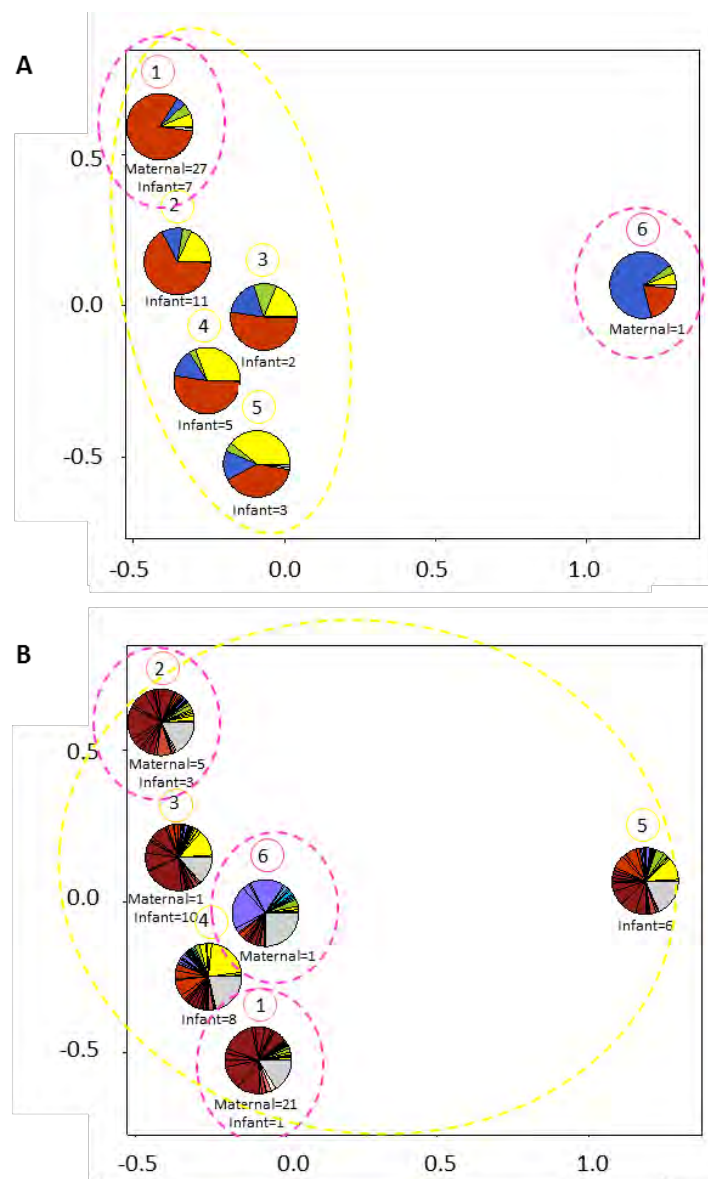 A
1
Maternal=27
Infant=7
0.5
2
Infant=11
3
Infant=2
6
Maternal=1
0.0
4
Infant=5
5
Infant=3
-0.5
-0.5 0.0 0.5 1.0
B
2
Maternal=5
Infant=3
0.5
3
Maternal=1
Infant=10
6
Maternal=1
5
Infant=6
0.0
4
Infant=8
1
Maternal=21
Infant=1
-0.5
-0.5 0.0 0.5 1.0